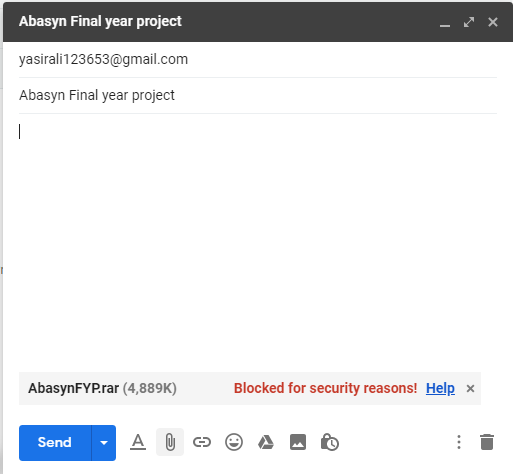 Abasyn Final year project
yasirali123653@gmail.com
Abasyn Final year project
AbasynFYP.rar (4,889K) Blocked for security reasons! Help ×
Send A